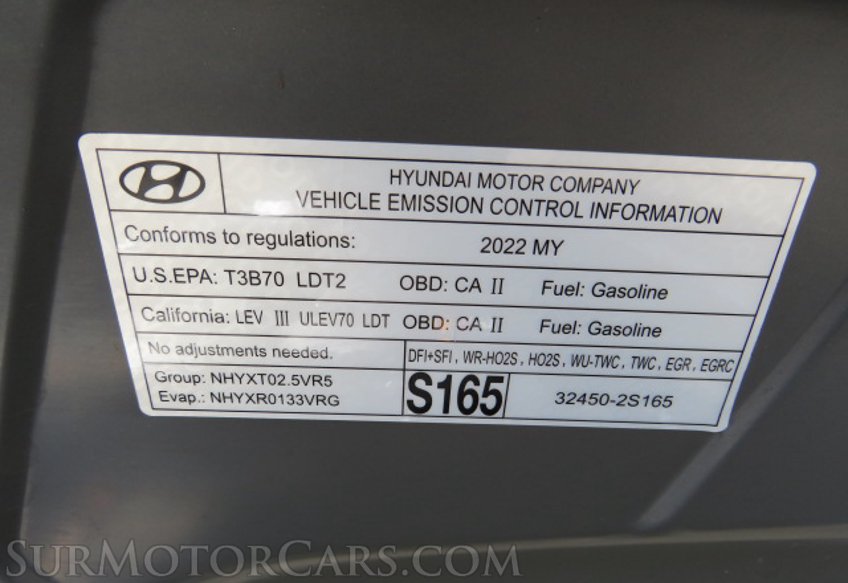 HYUNDAI MOTOR COMPANY
VEHICLE EMISSION CONTROL INFORMATION
Conforms to regulations: 2022 MY
U.S.EPA: T3B70 LDT2 OBD: CA II Fuel: Gasoline
California: LEV III ULEV70 LDT OBD: CA II Fuel: Gasoline
No adjustments needed. DFI+SFI, WR-HO2S, HO2S, WU-TWC, TWC, EGR, EGRC
Group: NHYXT02.5VR5
Evap.: NHYXR0133VRG
S165 32450-2S165
SurMotorCars.com